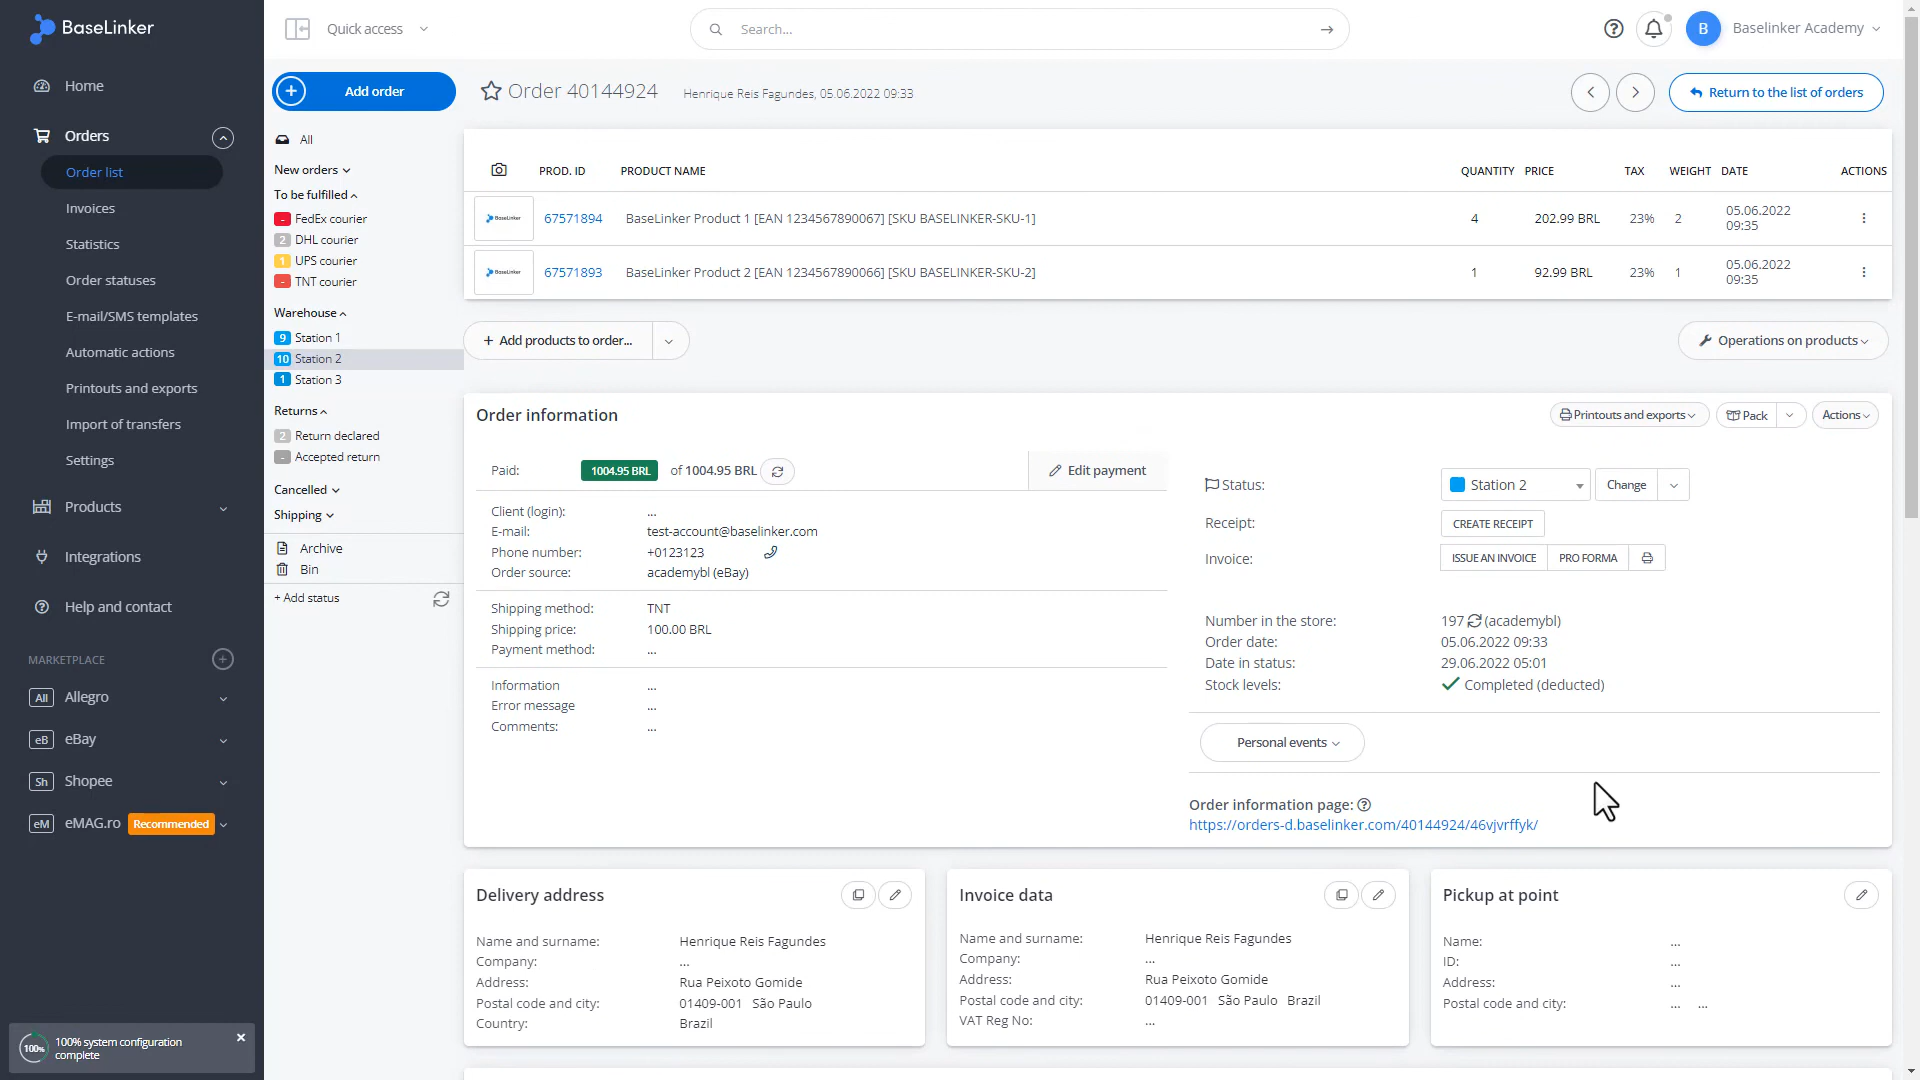 BaseLinker
Quick access
Search...
B
Baselinker Academy
Home
Orders
Order list
Invoices
Statistics
Order statuses
E-mail/SMS templates
Automatic actions
Printouts and exports
Import of transfers
Settings
Products
Integrations
Help and contact
MARKETPLACE
All Allegro
eB eBay
Sh Shopee
eM eMAG.ro Recommended
100% 100% system configuration
complete
Add order
All
New orders
To be fulfilled
- FedEx courier
2 DHL courier
1 UPS courier
- TNT courier
Warehouse
9 Station 1
10 Station 2
1 Station 3
Returns
2 Return declared
- Accepted return
Cancelled
Shipping
Archive
Bin
+ Add status
Order 40144924 Henrique Reis Fagundes, 05.06.2022 09:33
Return to the list of orders
PROD. ID PRODUCT NAME QUANTITY PRICE TAX WEIGHT DATE ACTIONS
BaseLinker 67571894 BaseLinker Product 1 [EAN 1234567890067] [SKU BASELINKER-SKU-1] 4 202.99 BRL 23% 2 05.06.2022
09:35
BaseLinker 67571893 BaseLinker Product 2 [EAN 1234567890066] [SKU BASELINKER-SKU-2] 1 92.99 BRL 23% 1 05.06.2022
09:35
+ Add products to order...
Operations on products
Order information
Printouts and exports
Pack
Actions
Paid: 1004.95 BRL of 1004.95 BRL
Edit payment
Client (login): ...
E-mail: test-account@baselinker.com
Phone number: +0123123
Order source: academybl (eBay)
Shipping method: TNT
Shipping price: 100.00 BRL
Payment method: ...
Information ...
Error message ...
Comments: ...
Status: Station 2 Change
Receipt: CREATE RECEIPT
Invoice: ISSUE AN INVOICE PRO FORMA
Number in the store: 197 (academybl)
Order date: 05.06.2022 09:33
Date in status: 29.06.2022 05:01
Stock levels: Completed (deducted)
Personal events
Order information page:
https://orders-d.baselinker.com/40144924/46vjvrffyk/
Delivery address
Name and surname: Henrique Reis Fagundes
Company: ...
Address: Rua Peixoto Gomide
Postal code and city: 01409-001 São Paulo
Country: Brazil
Invoice data
Name and surname: Henrique Reis Fagundes
Company: ...
Address: Rua Peixoto Gomide
Postal code and city: 01409-001 São Paulo Brazil
VAT Reg No: ...
Pickup at point
Name: ...
ID: ...
Address: ...
Postal code and city: ... ...